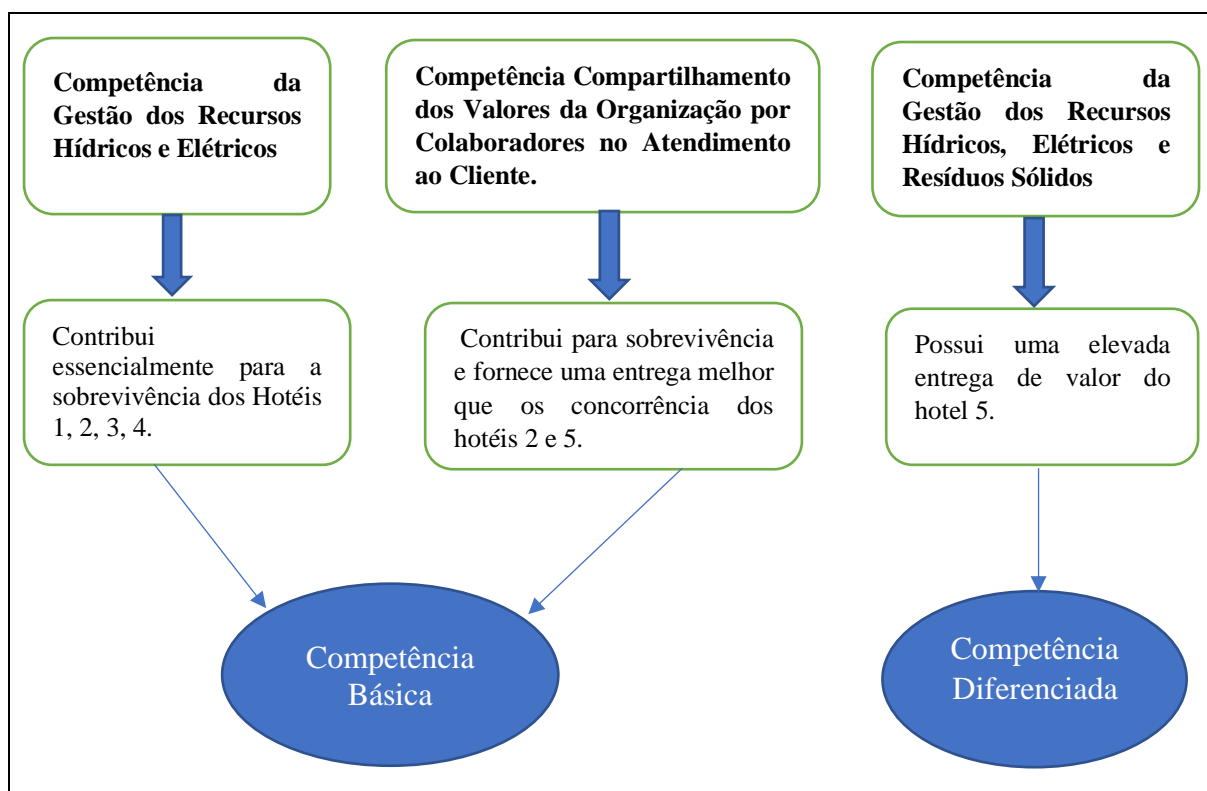 Competência da
Gestão dos Recursos
Hídricos e Elétricos
Competência Compartilhamento
dos Valores da Organização por
Colaboradores no Atendimento
ao Cliente.
Competência da
Gestão dos Recursos
Hídricos, Elétricos e
Resíduos Sólidos
Contribui
essencialmente para a
sobrevivência dos Hotéis
1, 2, 3, 4.
Contribui para sobrevivência
e fornece uma entrega melhor
que os concorrência dos
hotéis 2 e 5.
Possui uma elevada
entrega de valor do
hotel 5.
Competência
Básica
Competência
Diferenciada